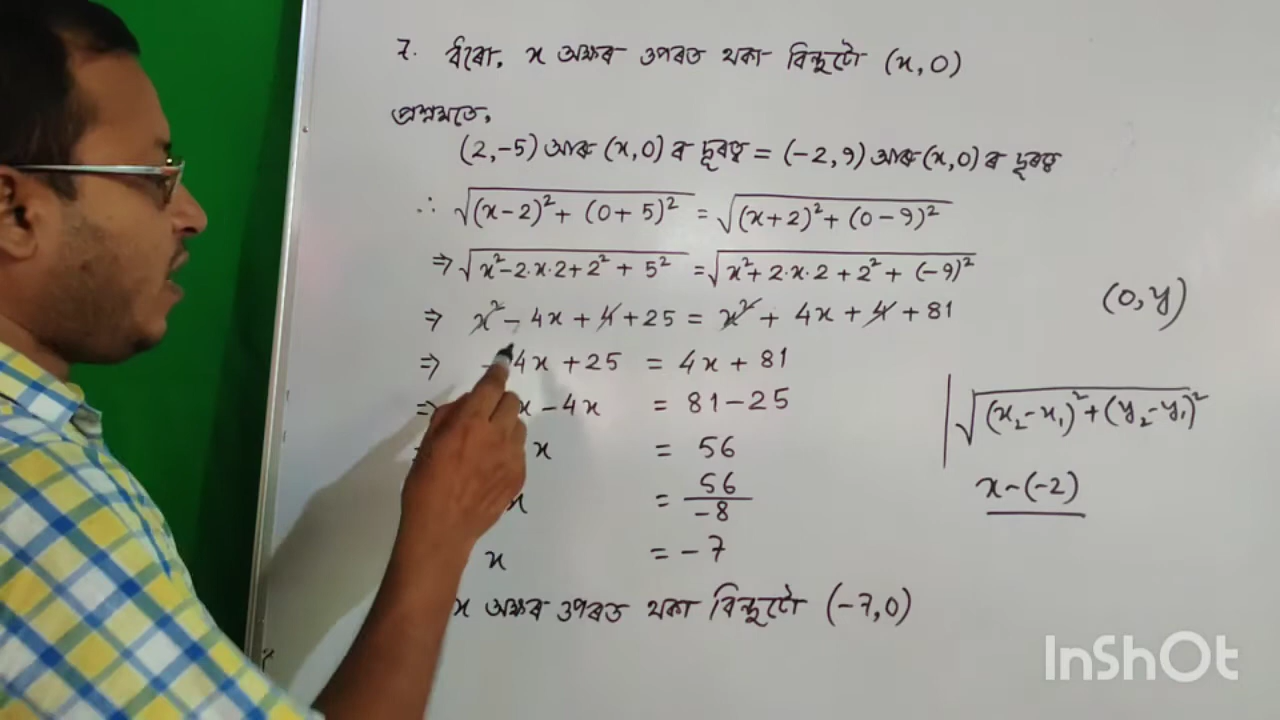 7. ধৰো, x অক্ষৰ ওপৰত থকা বিন্দুটো (x, 0)
প্ৰশ্নমতে,
(2, -5) আৰু (x, 0) ৰ দূৰত্ব = (-2, 9) আৰু (x, 0) ৰ দূৰত্ব
∴ √((x-2)² + (0+5)²) = √((x+2)² + (0-9)²)
⇒ √(x² - 2·x·2 + 2² + 5²) = √(x² + 2·x·2 + 2² + (-9)²)
⇒ x² - 4x + 4 + 25 = x² + 4x + 4 + 81
⇒ -4x + 25 = 4x + 81
⇒ x - 4x = 81 - 25
x = 56
x = 56/-8
x = -7
x অক্ষৰ ওপৰত থকা বিন্দুটো (-7, 0)
(0, y)
√((x₂-x₁)² + (y₂-y₁)²)
x-(-2)
InShOt